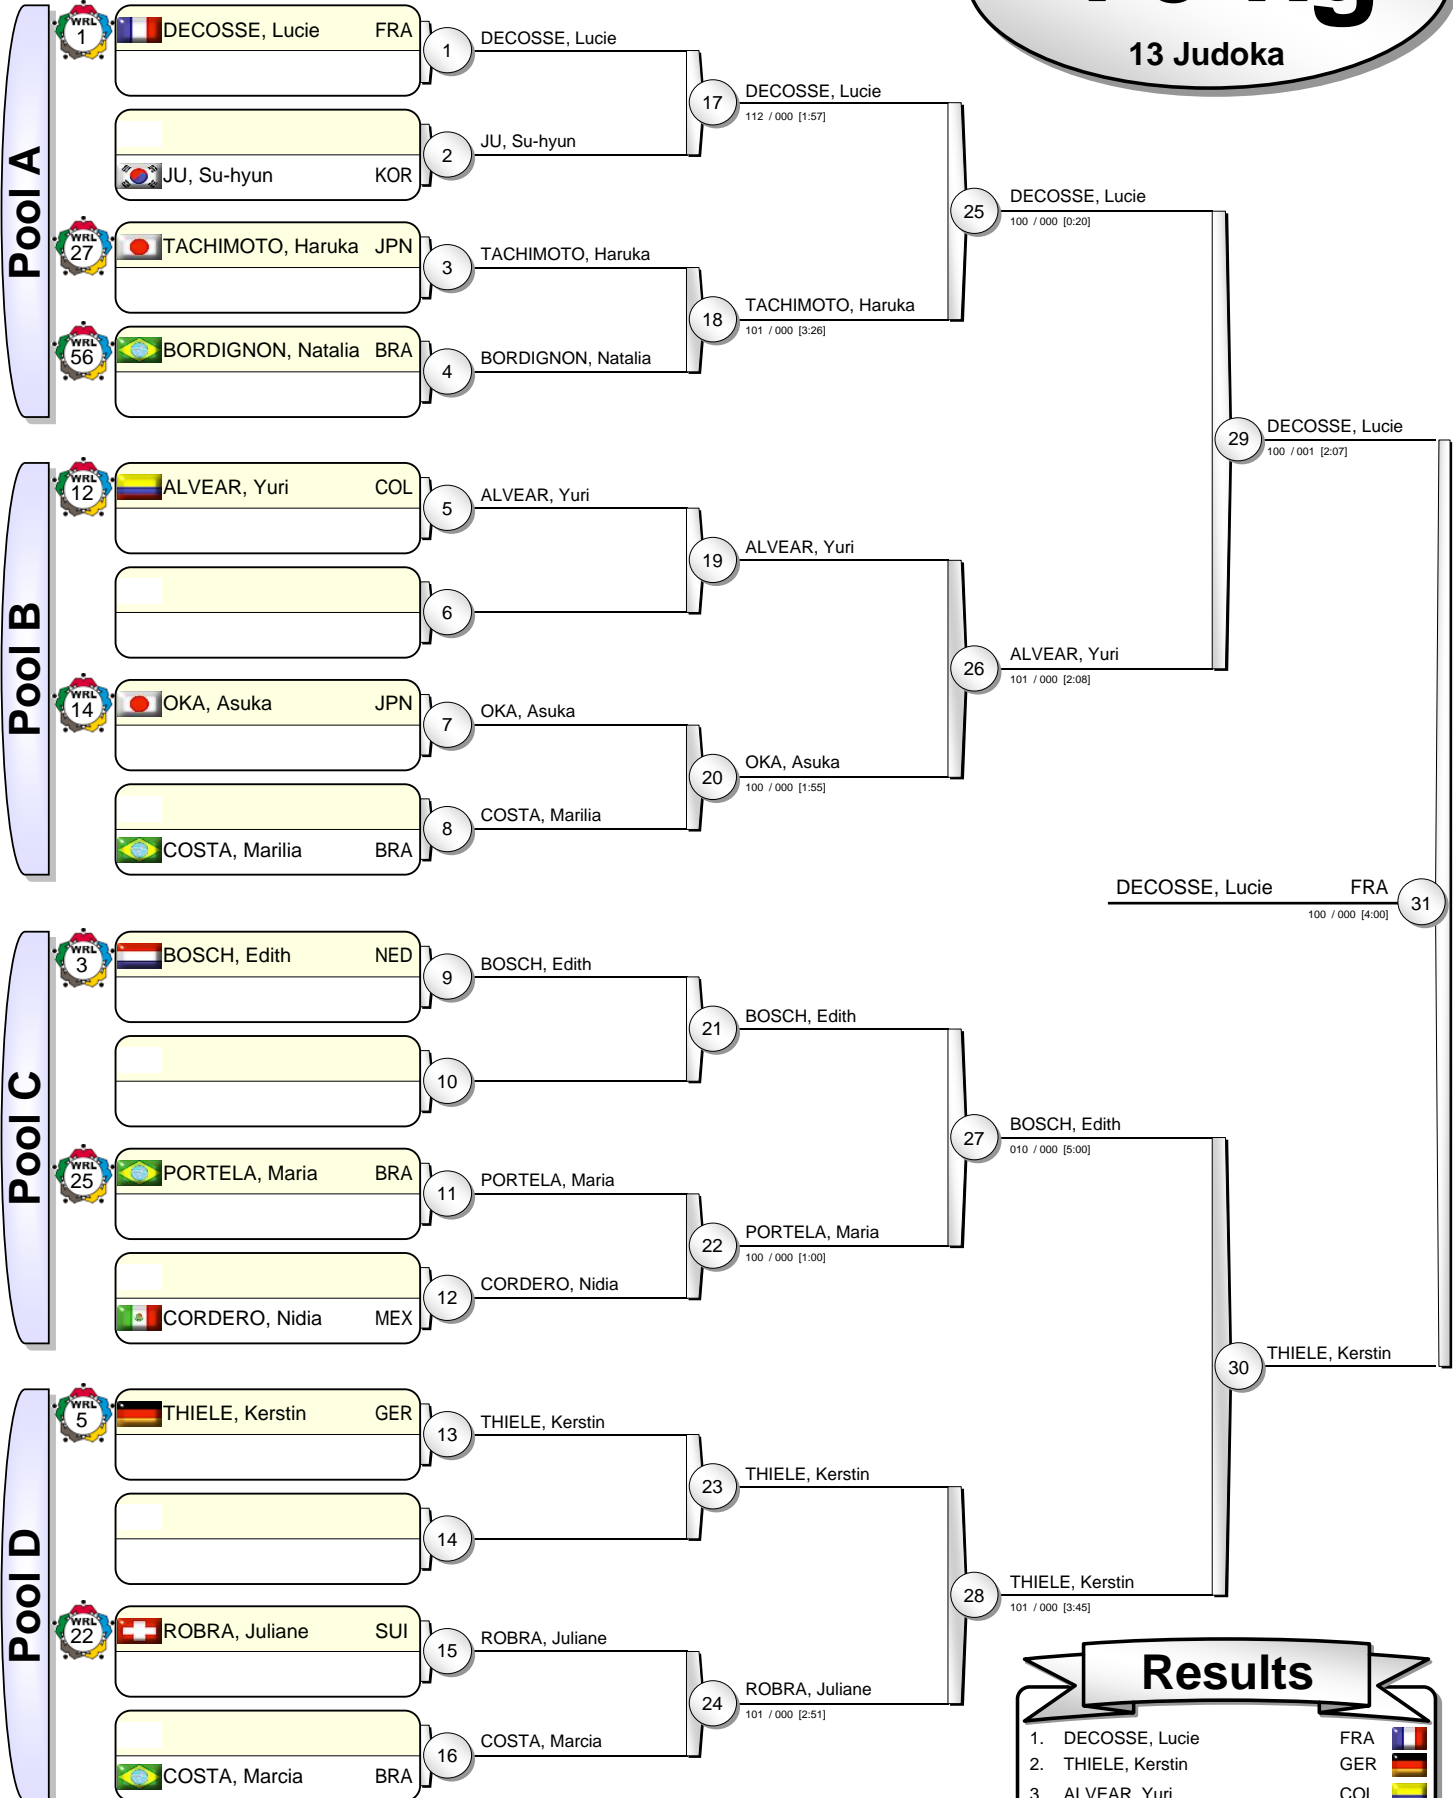 13 Judoka
Pool A
WRL 1
DECOSSE, Lucie FRA
1
DECOSSE, Lucie
JU, Su-hyun KOR
2
JU, Su-hyun
17
DECOSSE, Lucie
112 / 000 [1:57]
WRL 27
TACHIMOTO, Haruka JPN
3
TACHIMOTO, Haruka
WRL 56
BORDIGNON, Natalia BRA
4
BORDIGNON, Natalia
18
TACHIMOTO, Haruka
101 / 000 [3:26]
25
DECOSSE, Lucie
100 / 000 [0:20]
Pool B
WRL 12
ALVEAR, Yuri COL
5
ALVEAR, Yuri
6
19
ALVEAR, Yuri
WRL 14
OKA, Asuka JPN
7
OKA, Asuka
COSTA, Marilia BRA
8
COSTA, Marilia
20
OKA, Asuka
100 / 000 [1:55]
26
ALVEAR, Yuri
101 / 000 [2:08]
29
DECOSSE, Lucie
100 / 001 [2:07]
DECOSSE, Lucie FRA
100 / 000 [4:00]
31
Pool C
WRL 3
BOSCH, Edith NED
9
BOSCH, Edith
10
21
BOSCH, Edith
WRL 25
PORTELA, Maria BRA
11
PORTELA, Maria
CORDERO, Nidia MEX
12
CORDERO, Nidia
22
PORTELA, Maria
100 / 000 [1:00]
27
BOSCH, Edith
010 / 000 [5:00]
Pool D
WRL 5
THIELE, Kerstin GER
13
THIELE, Kerstin
14
23
THIELE, Kerstin
WRL 22
ROBRA, Juliane SUI
15
ROBRA, Juliane
COSTA, Marcia BRA
16
COSTA, Marcia
24
ROBRA, Juliane
101 / 000 [2:51]
28
THIELE, Kerstin
101 / 000 [3:45]
30
THIELE, Kerstin
Results
1. DECOSSE, Lucie FRA
2. THIELE, Kerstin GER
3. ALVEAR, Yuri COL